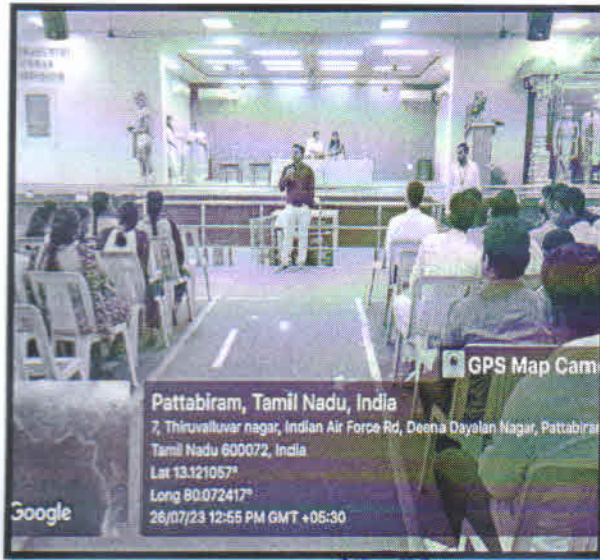 GPS Map Cam
Pattabiram, Tamil Nadu, India
7, Thiruvalluvar nagar, Indian Air Force Rd, Deena Dayalan Nagar, Pattabiram
Tamil Nadu 600072, India
Lat 13.121057°
Long 80.072417°
26/07/23 12:55 PM GMT +05:30
Google